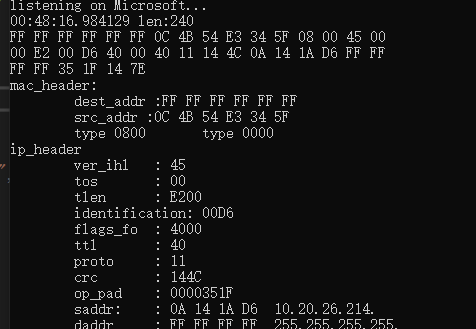 listening on Microsoft...
00:48:16.984129 len:240
FF FF FF FF FF FF 0C 4B 54 E3 34 5F 08 00 45 00
00 E2 00 D6 40 00 40 11 14 4C 0A 14 1A D6 FF FF
FF FF 35 1F 14 7E
mac_header:
dest_addr :FF FF FF FF FF FF
src_addr :0C 4B 54 E3 34 5F
type 0800 type 0000
ip_header
ver_ihl : 45
tos : 00
tlen : E200
identification: 00D6
flags_fo : 4000
ttl : 40
proto : 11
crc : 144C
op_pad : 0000351F
saddr: : 0A 14 1A D6 10.20.26.214.
daddr : FF FF FF FF 255.255.255.255.